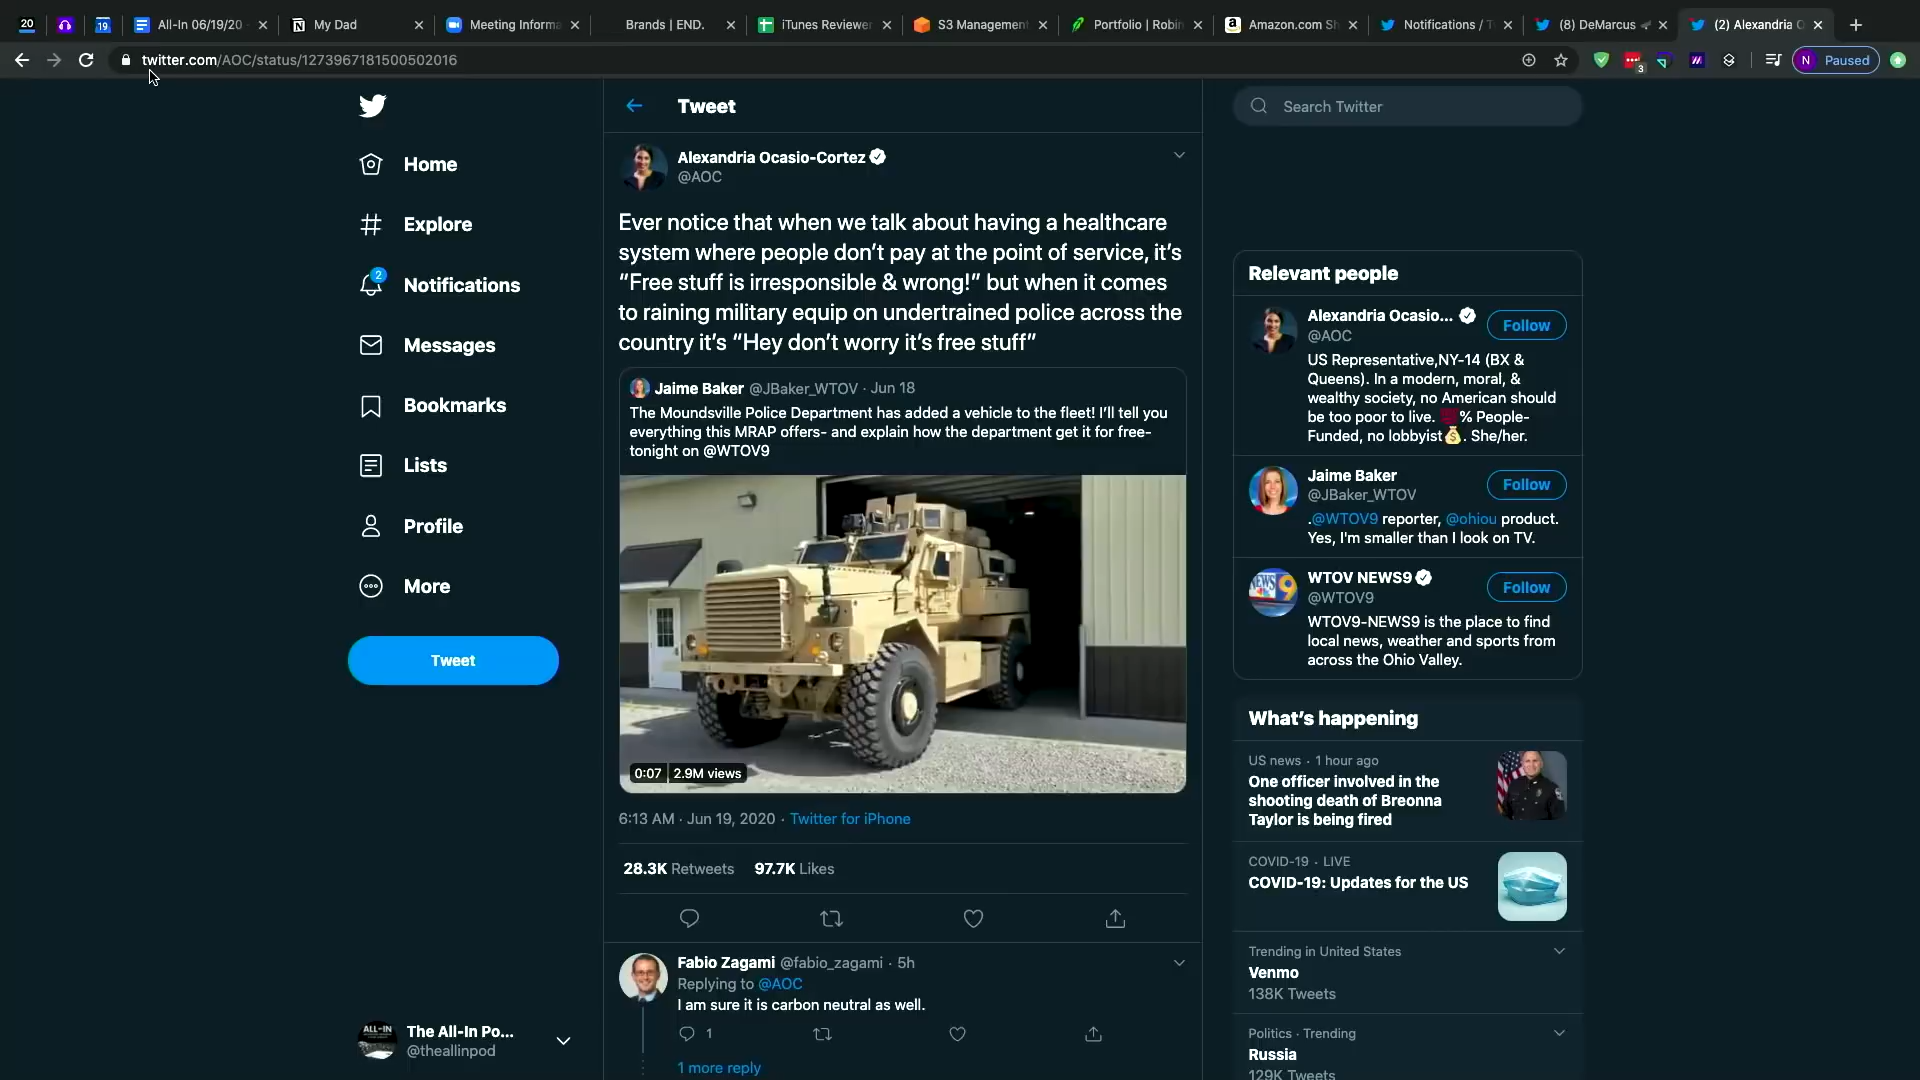 20
19
All-In 06/19/20
My Dad
Meeting Informa
Brands | END.
iTunes Reviewer
S3 Management
Portfolio | Robin
Amazon.com Sh
Notifications / T
(8) DeMarcus
(2) Alexandria O
twitter.com/AOC/status/1273967181500502016
3
N Paused
Home
Explore
2
Notifications
Messages
Bookmarks
Lists
Profile
More
Tweet
ALL-IN
The All-In Po...
@theallinpod
Tweet
Alexandria Ocasio-Cortez
@AOC
Ever notice that when we talk about having a healthcare
system where people don’t pay at the point of service, it’s
“Free stuff is irresponsible & wrong!” but when it comes
to raining military equip on undertrained police across the
country it’s “Hey don’t worry it’s free stuff”
Jaime Baker @JBaker_WTOV · Jun 18
The Moundsville Police Department has added a vehicle to the fleet! I’ll tell you
everything this MRAP offers- and explain how the department get it for free-
tonight on @WTOV9
0:07 2.9M views
6:13 AM · Jun 19, 2020 · Twitter for iPhone
28.3K Retweets 97.7K Likes
Fabio Zagami @fabio_zagami · 5h
Replying to @AOC
I am sure it is carbon neutral as well.
1
1 more reply
Search Twitter
Relevant people
Alexandria Ocasio...
@AOC
Follow
US Representative,NY-14 (BX &
Queens). In a modern, moral, &
wealthy society, no American should
be too poor to live. 💯% People-
Funded, no lobbyist💰. She/her.
Jaime Baker
@JBaker_WTOV
Follow
.@WTOV9 reporter, @ohiou product.
Yes, I'm smaller than I look on TV.
NEWS 9
WTOV NEWS9
@WTOV9
Follow
WTOV9-NEWS9 is the place to find
local news, weather and sports from
across the Ohio Valley.
What’s happening
US news · 1 hour ago
One officer involved in the
shooting death of Breonna
Taylor is being fired
COVID-19 · LIVE
COVID-19: Updates for the US
Trending in United States
Venmo
138K Tweets
Politics · Trending
Russia
129K Tweets